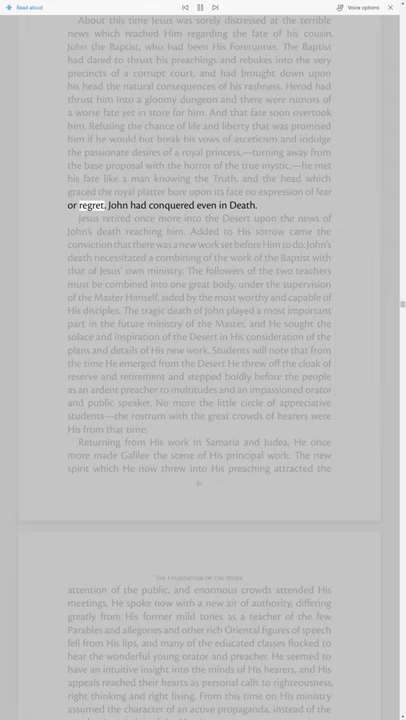 Read aloud
Voice options
About this time Jesus was sorely distressed at the terrible
news which reached Him regarding the fate of his cousin,
John the Baptist, who had been His Forerunner. The Baptist
had dared to thrust his preachings and rebukes into the very
precincts of a corrupt court, and had brought down upon
his head the natural consequences of his rashness. Herod had
thrust him into a gloomy dungeon and there were rumors of
a worse fate yet in store for him. And that fate soon overtook
him. Refusing the chance of life and liberty that was promised
him if he would but break his vows of asceticism and indulge
the passionate desires of a royal princess,—turning away from
the base proposal with the horror of the true mystic,—he met
his fate like a man knowing the Truth, and the head which
graced the royal platter bore upon its face no expression of fear
or regret. John had conquered even in Death.
Jesus retired once more into the Desert upon the news of
John's death reaching him. Added to His sorrow came the
conviction that there was a new work set before Him to do. John's
death necessitated a combining of the work of the Baptist with
that of Jesus' own ministry. The followers of the two teachers
must be combined into one great body, under the supervision
of the Master Himself, aided by the most worthy and capable of
His disciples. The tragic death of John played a most important
part in the future ministry of the Master, and He sought the
solace and inspiration of the Desert in His consideration of the
plans and details of His new work. Students will note that from
the time He emerged from the Desert He threw off the cloak of
reserve and retirement and stepped boldly before the people
as an ardent preacher to multitudes and an impassioned orator
and public speaker. No more the little circle of appreciative
students—the rostrum with the great crowds of hearers were
His from that time.
Returning from His work in Samaria and Judea, He once
more made Galilee the scene of His principal work. The new
spirit which He now threw into His preaching attracted the
The Foundation of the Work
attention of the public, and enormous crowds attended His
meetings. He spoke now with a new air of authority, differing
greatly from His former mild tones as a teacher of the few.
Parables and allegories and other rich Oriental figures of speech
fell from His lips, and many of the educated classes flocked to
hear the wonderful young orator and preacher. He seemed to
have an intuitive insight into the minds of His hearers, and His
appeals reached their hearts as personal calls to righteousness,
right thinking and right living. From this time on His ministry
assumed the character of an active propaganda, instead of the